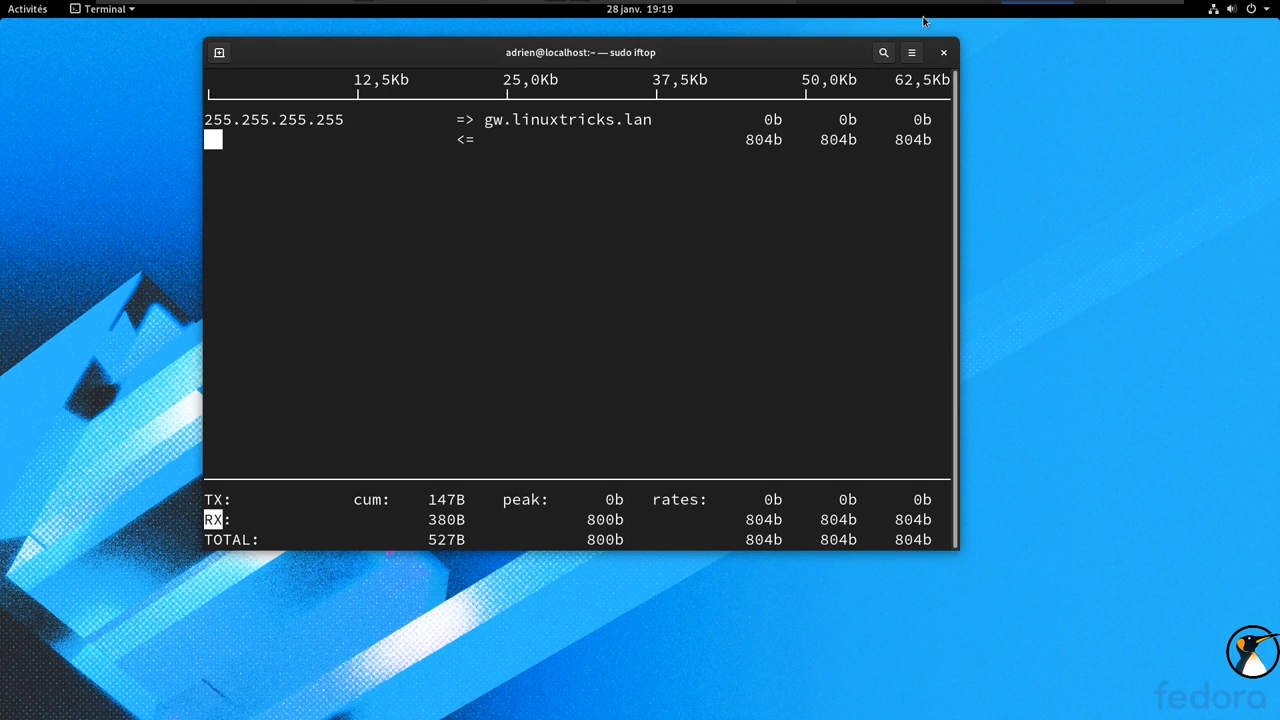 Activités Terminal 28 janv. 19:19
adrien@localhost:~ — sudo iftop
12,5Kb 25,0Kb 37,5Kb 50,0Kb 62,5Kb
255.255.255.255 => gw.linuxtricks.lan 0b 0b 0b
<= 804b 804b 804b
TX: cum: 147B peak: 0b rates: 0b 0b 0b
RX: 380B 800b 804b 804b 804b
TOTAL: 527B 800b 804b 804b 804b
fedora